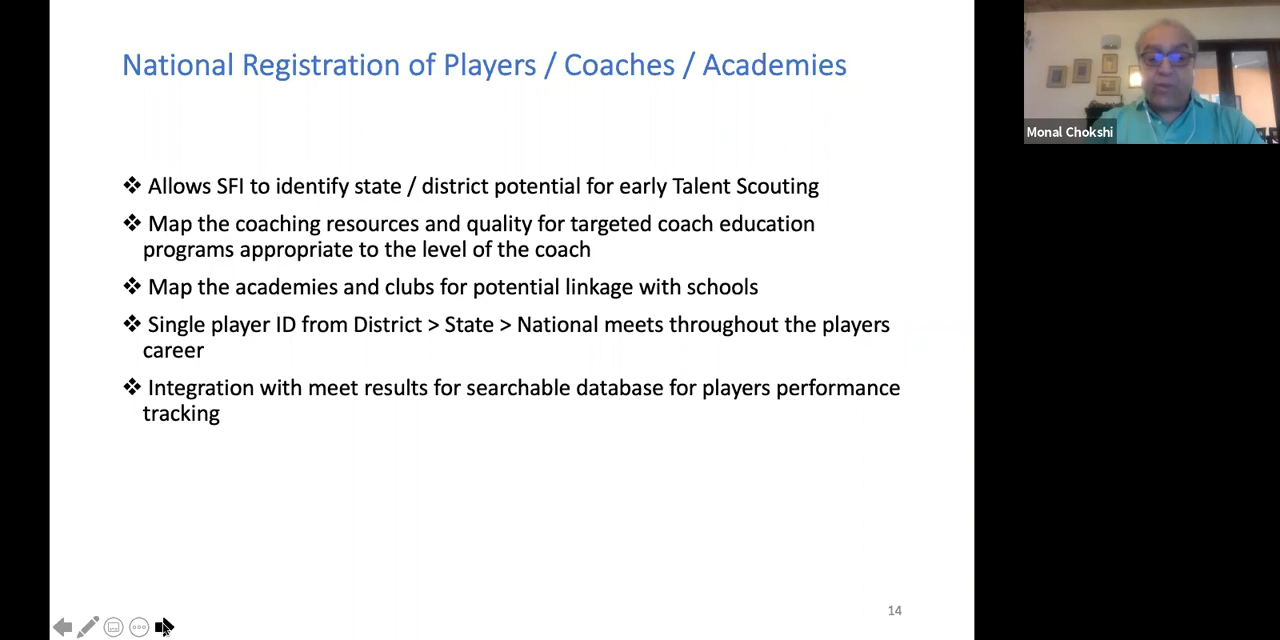 National Registration of Players / Coaches / Academies
Monal Chokshi
❖ Allows SFI to identify state / district potential for early Talent Scouting
❖ Map the coaching resources and quality for targeted coach education
programs appropriate to the level of the coach
❖ Map the academies and clubs for potential linkage with schools
❖ Single player ID from District > State > National meets throughout the players
career
❖ Integration with meet results for searchable database for players performance
tracking
14